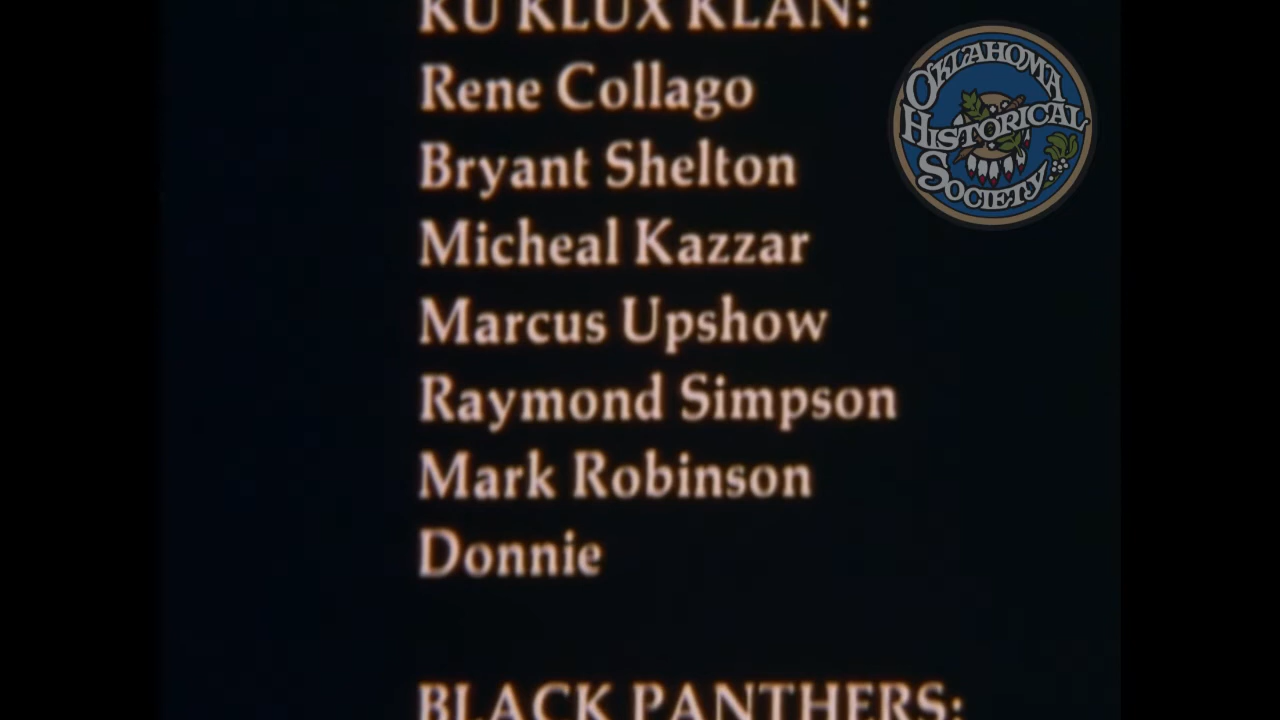 KU KLUX KLAN:
Rene Collago
Bryant Shelton
Micheal Kazzar
Marcus Upshow
Raymond Simpson
Mark Robinson
Donnie
BLACK PANTHERS:
OKLAHOMA
HISTORICAL
SOCIETY